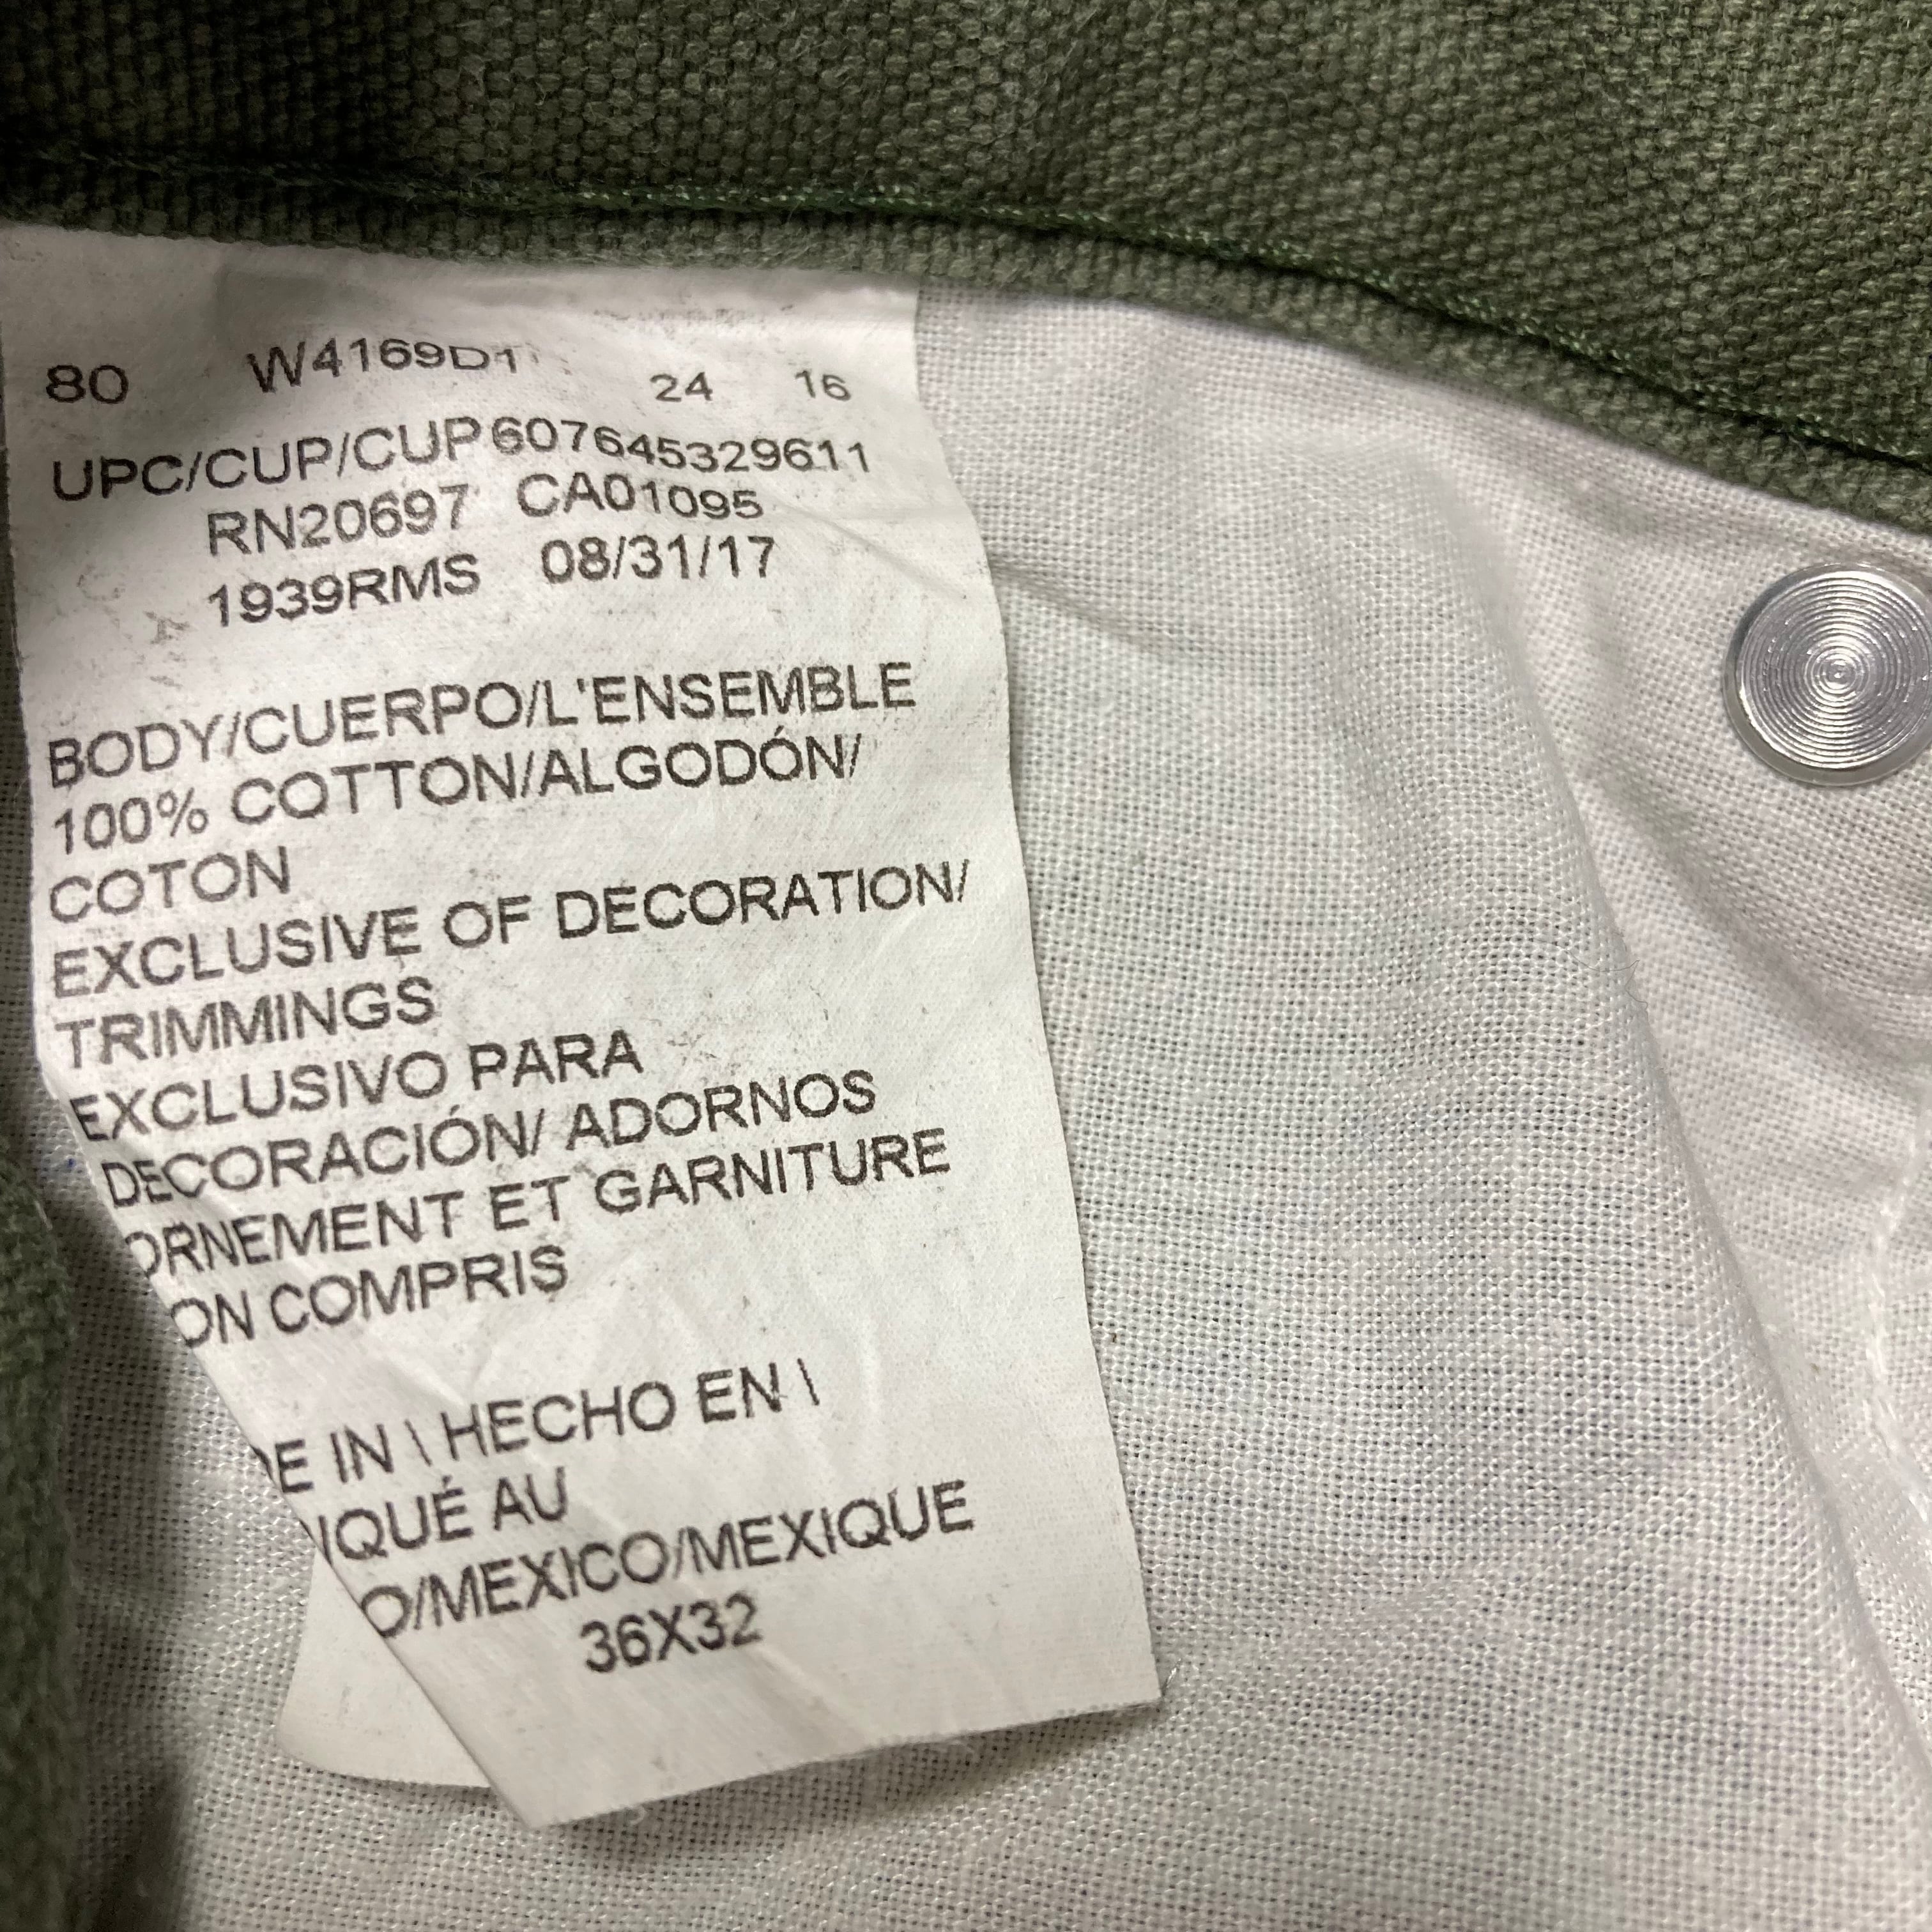 80 W4169D1 24 16
UPC/CUP/CUP607645329611
RN20697 CA01095
1939RMS 08/31/17
BODY/CUERPO/L'ENSEMBLE
100% COTTON/ALGODÓN/
COTON
EXCLUSIVE OF DECORATION/
TRIMMINGS
EXCLUSIVO PARA
DECORACIÓN/ ADORNOS
ORNEMENT ET GARNITURE
ON COMPRIS
E IN \ HECHO EN \
IQUÉ AU
O/MEXICO/MEXIQUE
36X32